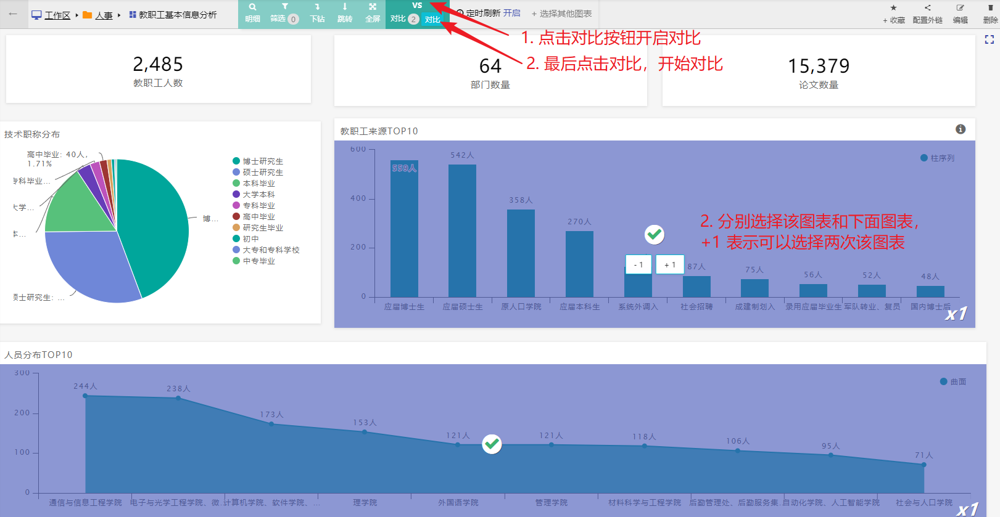 ← 工作区 人事 教职工基本信息分析 明细 筛选 0 下钻 跳转 全屏 VS 对比 2 对比 定时刷新 开启 + 选择其他图表 + 收藏 配置外链 编辑 删除
1. 点击对比按钮开启对比
2. 最后点击对比，开始对比
2,485
教职工人数
64
部门数量
15,379
论文数量
技术职称分布
高中毕业: 40人,
1.71%
专科毕业...
大学...
本...
博...
硕士研究生: ...
博士研究生
硕士研究生
本科毕业
大学本科
专科毕业
高中毕业
研究生毕业
初中
大专和专科学校
中专毕业
教职工来源TOP10
柱序列
600
400
200
0
559人
542人
358人
270人
87人
75人
56人
52人
48人
- 1
+ 1
2. 分别选择该图表和下面图表，
+1 表示可以选择两次该图表
应届博士生 应届硕士生 原人口学院 应届本科生 系统外调入 社会招聘 成建制划入 录用应届毕业生 军队转业、复员 国内博士后
x1
人员分布TOP10
曲面
300
200
100
0
244人
238人
173人
153人
121人
121人
118人
106人
95人
71人
通信与信息工程学院 电子与光学工程学院、微... 计算机学院、软件学院、... 理学院 外国语学院 管理学院 材料科学与工程学院 后勤管理处、后勤服务集... 自动化学院、人工智能学院 社会与人口学院
x1